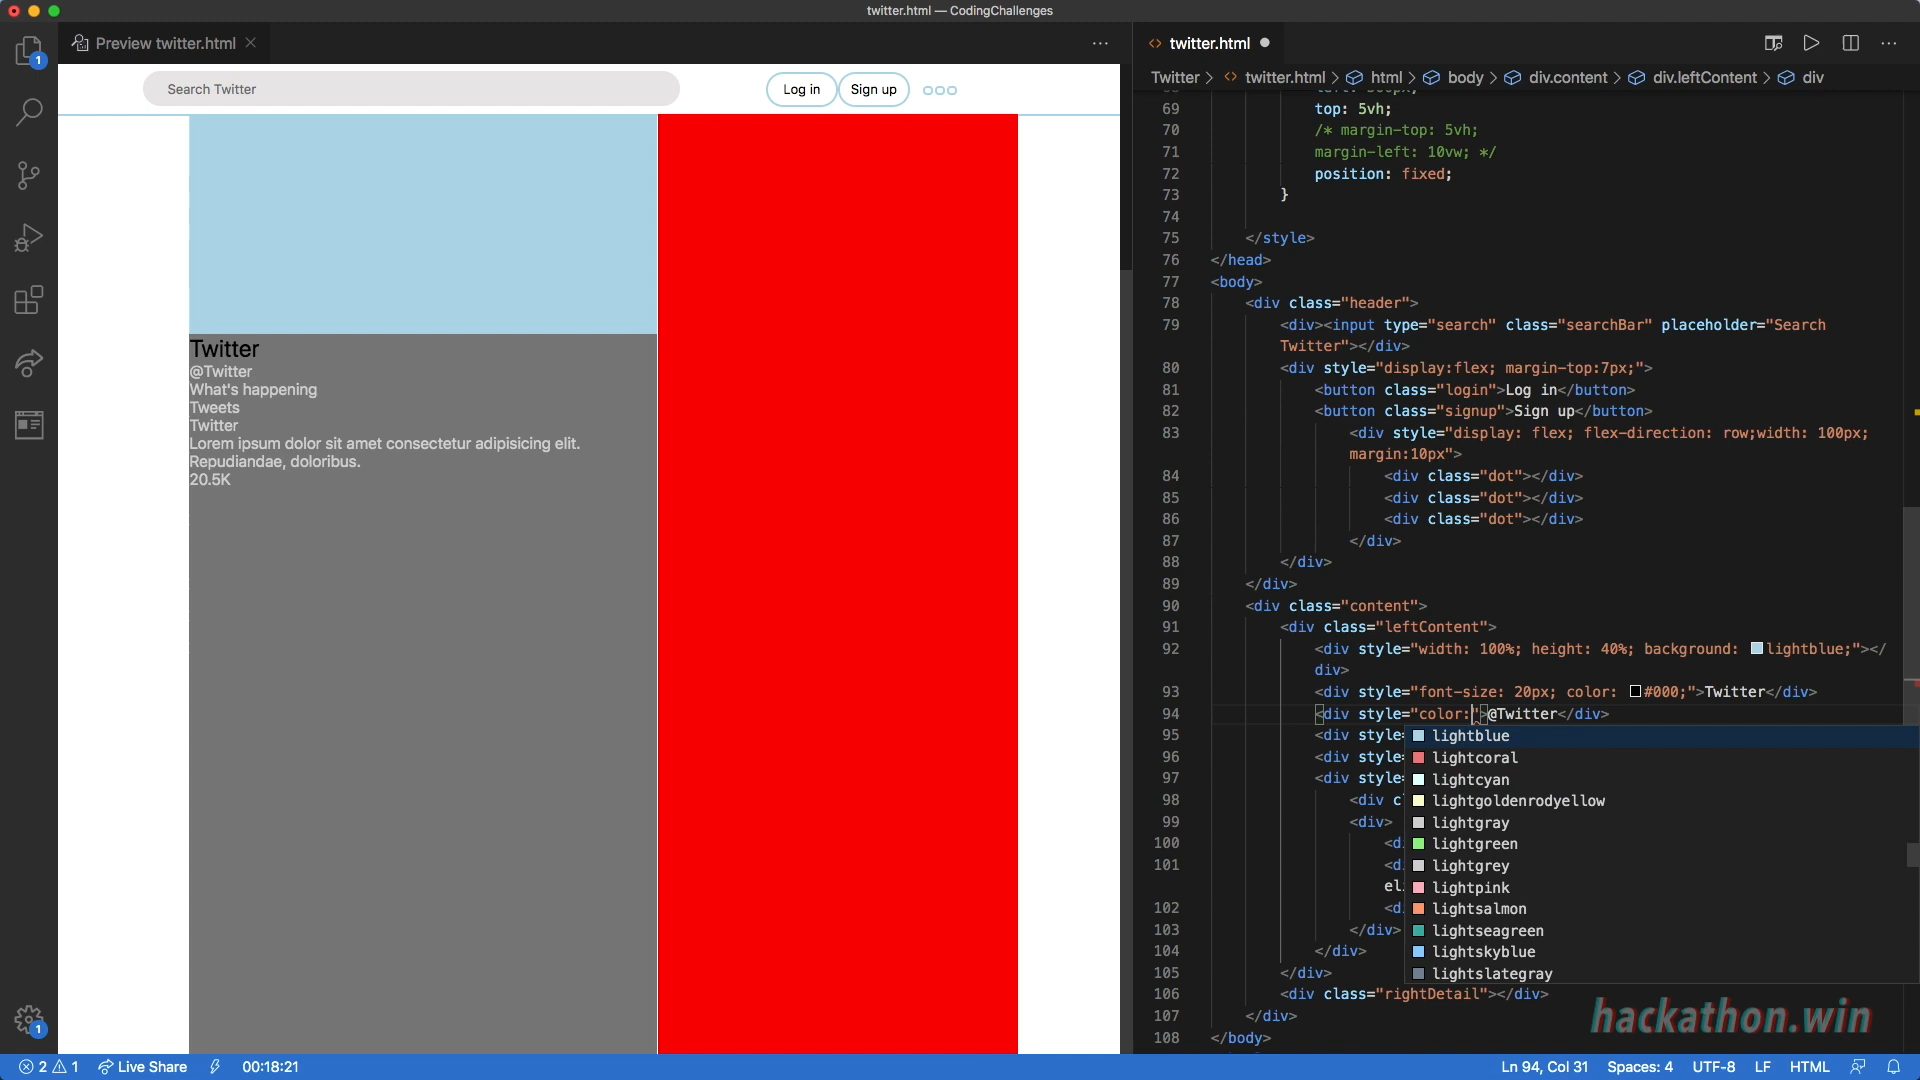 twitter.html — CodingChallenges
Preview twitter.html
twitter.html
Twitter > twitter.html > html > body > div.content > div.leftContent > div
Search Twitter
Log in
Sign up
Twitter
@Twitter
What's happening
Tweets
Twitter
Lorem ipsum dolor sit amet consectetur adipisicing elit.
Repudiandae, doloribus.
20.5K
69 top: 5vh;
70 /* margin-top: 5vh;
71 margin-left: 10vw; */
72 position: fixed;
73 }
74
75 </style>
76 </head>
77 <body>
78 <div class="header">
79 <div><input type="search" class="searchBar" placeholder="Search
Twitter"></div>
80 <div style="display:flex; margin-top:7px;">
81 <button class="login">Log in</button>
82 <button class="signup">Sign up</button>
83 <div style="display: flex; flex-direction: row;width: 100px;
margin:10px">
84 <div class="dot"></div>
85 <div class="dot"></div>
86 <div class="dot"></div>
87 </div>
88 </div>
89 </div>
90 <div class="content">
91 <div class="leftContent">
92 <div style="width: 100%; height: 40%; background: lightblue;"></
div>
93 <div style="font-size: 20px; color: #000;">Twitter</div>
94 <div style="color:">@Twitter</div>
95 <div style
96 <div style
97 <div style
98 <div c
99 <div>
100 <d
101 <d
el
102 <d
103 </div>
104 </div>
105 </div>
106 <div class="rightDetail"></div>
107 </div>
108 </body>
lightblue
lightcoral
lightcyan
lightgoldenrodyellow
lightgray
lightgreen
lightgrey
lightpink
lightsalmon
lightseagreen
lightskyblue
lightslategray
hackathon.win
1
1
2 1 Live Share 00:18:21
Ln 94, Col 31 Spaces: 4 UTF-8 LF HTML